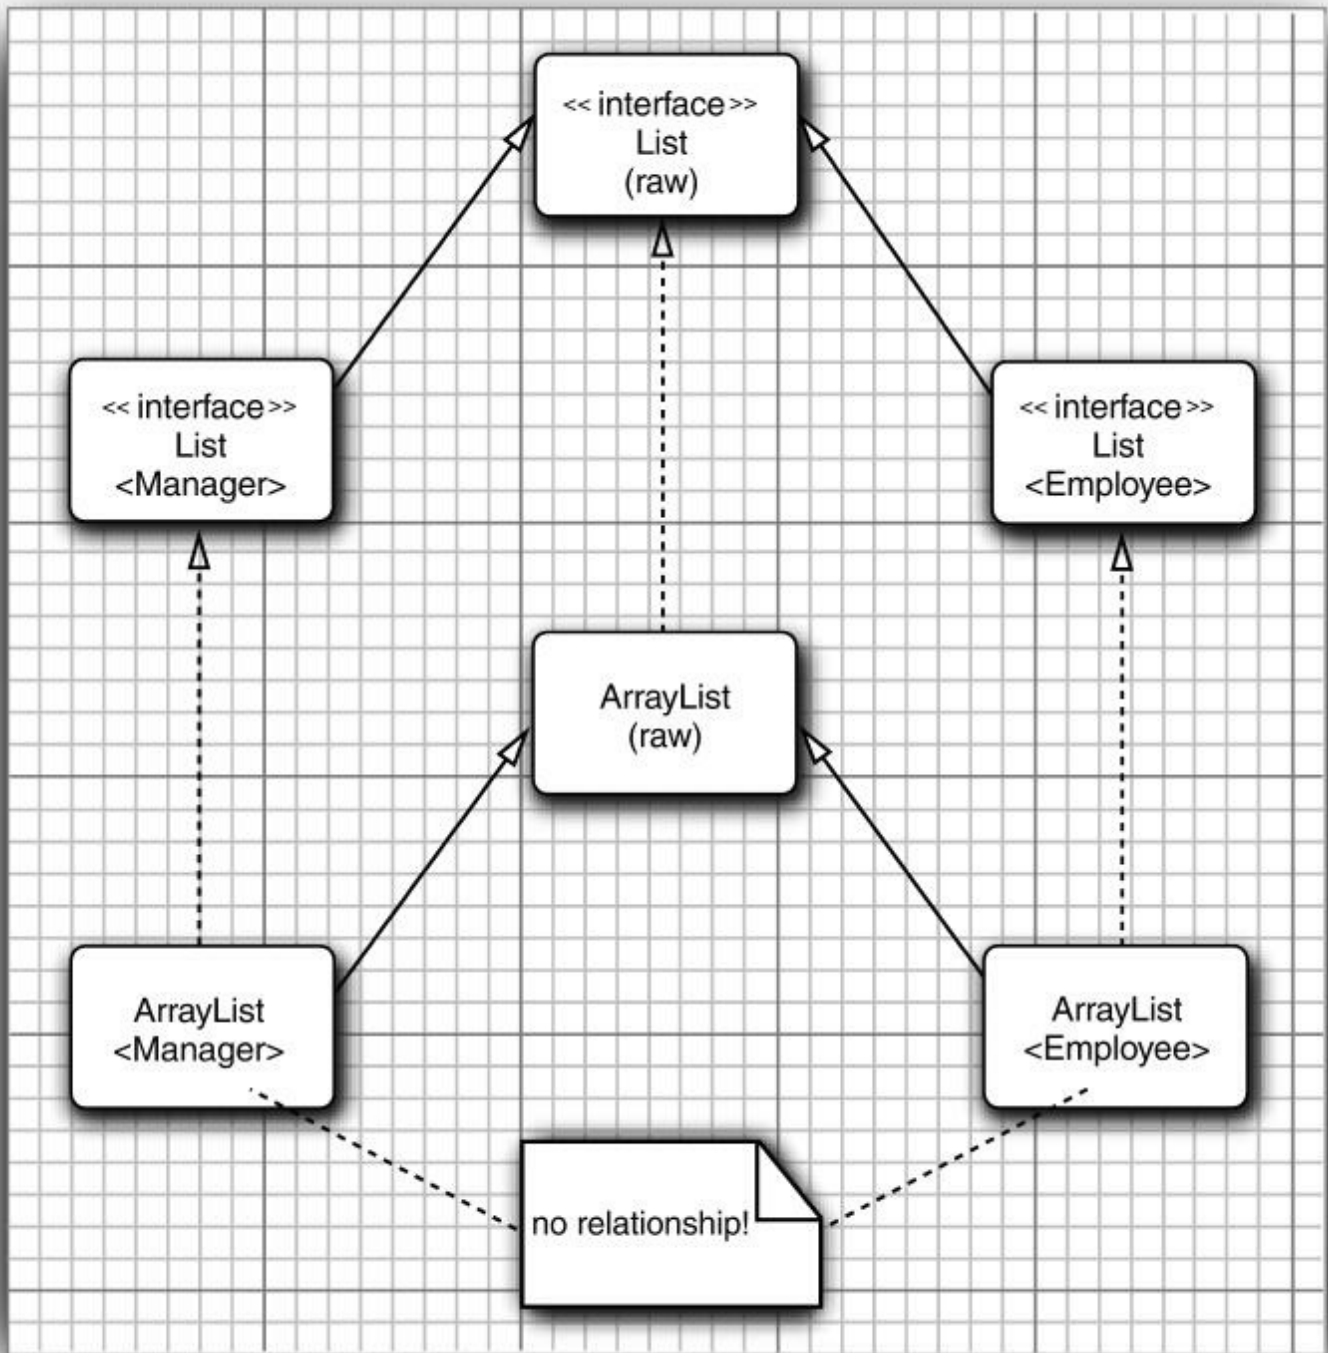 << interface >>
List
(raw)
<< interface >>
List
<Manager>
<< interface >>
List
<Employee>
ArrayList
(raw)
ArrayList
<Manager>
ArrayList
<Employee>
no relationship!